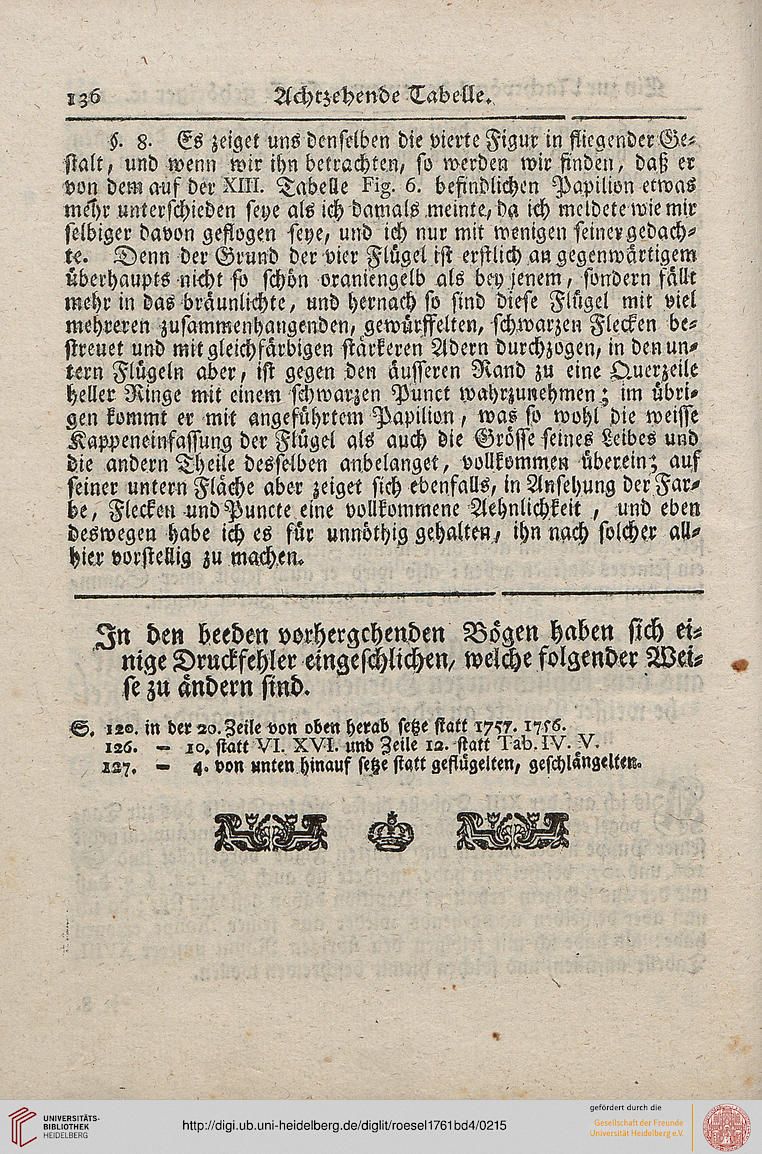 136 Achtzehende Tabelle.
§. 8. Es zeiget uns denselben die vierte Figur in fliegender Ge-
stalt, und wenn wir ihn betrachten, so werden wir finden, daß er
von dem auf der XIII. Tabelle Fig. 6. befindlichen Papilion etwas
mehr unterschieden seye als ich damals meinte, da ich meldete wie mir
selbiger davon geflogen seye, und ich nur mit wenigen seiner gedach-
te. Denn der Grund der vier Flügel ist erstlich an gegenwärtigem
überhaupts nicht so schön oraniengelb als bey jenem, sondern fällt
mehr in das bräunlichte, und hernach so sind diese Flügel mit viel
mehreren zusammenhangenden, gewürffelten, schwarzen Flecken be-
streuet und mit gleichfärbigen stärkeren Adern durchzogen, in den un-
tern Flügeln aber, ist gegen den äusseren Rand zu eine Querzeile
heller Ringe mit einem schwarzen Punct wahrzunehmen; im übri-
gen kommt er mit angeführtem Papilion, was so wohl die weisse
Kappeneinfassung der Flügel als auch die Grösse seines Leibes und
die andern Theile desselben anbelanget, vollkommen überein; auf
seiner untern Fläche aber zeiget sich ebenfalls, in Ansehung der Far-
be, Flecken und Puncte eine vollkommene Aehnlichkeit, und eben
deswegen habe ich es für unnöthig gehalten, ihn nach solcher all-
hier vorstellig zu machen.
In den beeden vorhergehenden Bögen haben sich ei-
nige Druckfehler eingeschlichen, welche folgender Wei-
se zu ändern sind.
S. 120. in der 20. Zeile von oben herab setze statt 1757. 1756.
126. — 10. statt VI. XVI. und Zeile 12. statt Tab. IV. V.
127. — 4. von unten hinauf setze statt geflügelten, geschlängelten.
UNIVERSITÄTS-
BIBLIOTHEK
HEIDELBERG
http://digi.ub.uni-heidelberg.de/diglit/roesel1761bd4/0215
gefördert durch die
Gesellschaft der Freunde
Universität Heidelberg e.V.